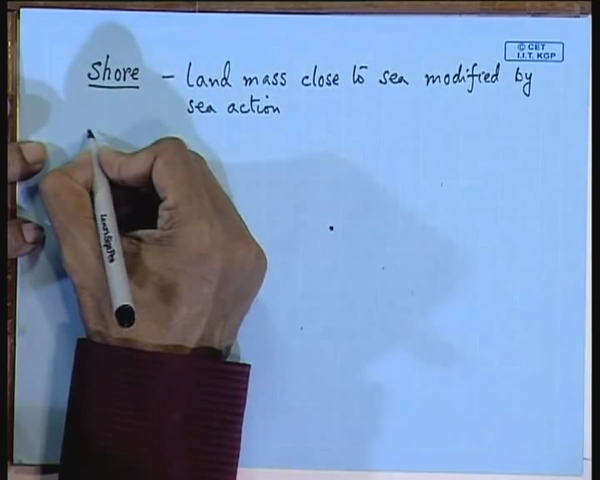 © CET
I.I.T. KGP
Shore - Land mass close to sea modified by
sea action